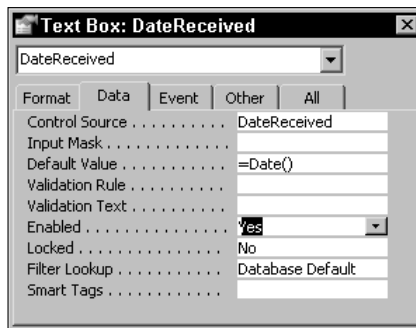 Text Box: DateReceived
DateReceived
Format Data Event Other All
Control Source . . . . . . . . . . DateReceived
Input Mask . . . . . . . . . . . . .
Default Value . . . . . . . . . . . =Date()
Validation Rule . . . . . . . . . .
Validation Text . . . . . . . . . .
Enabled . . . . . . . . . . . . . . . Yes
Locked . . . . . . . . . . . . . . . . No
Filter Lookup . . . . . . . . . . . . Database Default
Smart Tags . . . . . . . . . . . .